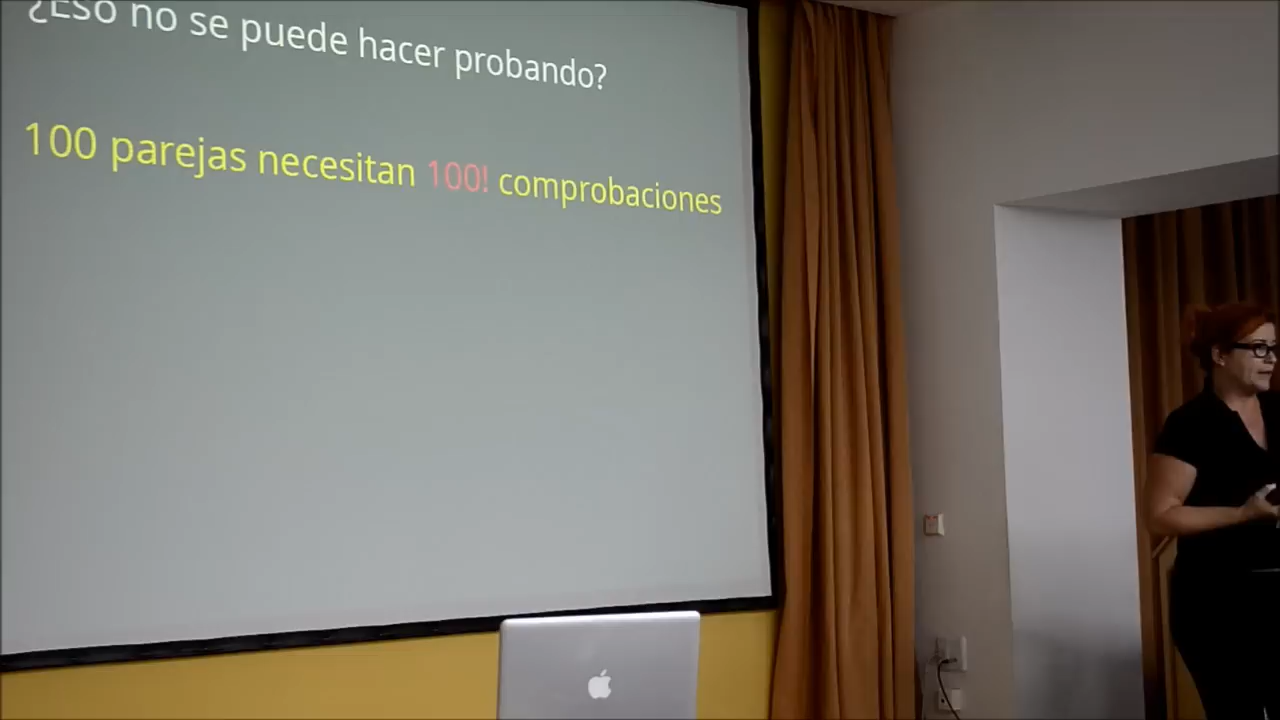 ¿Eso no se puede hacer probando?
100 parejas necesitan 100! comprobaciones